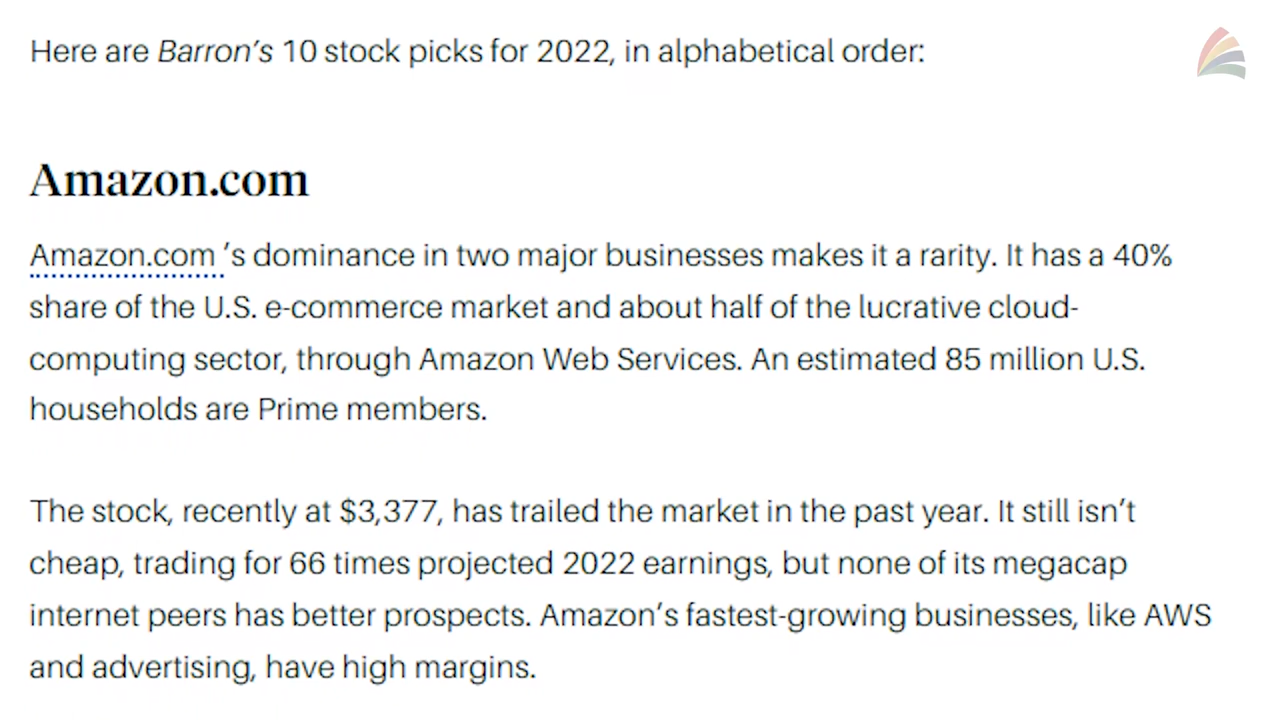 Here are Barron’s 10 stock picks for 2022, in alphabetical order:
Amazon.com
Amazon.com ’s dominance in two major businesses makes it a rarity. It has a 40%
share of the U.S. e-commerce market and about half of the lucrative cloud-
computing sector, through Amazon Web Services. An estimated 85 million U.S.
households are Prime members.
The stock, recently at $3,377, has trailed the market in the past year. It still isn’t
cheap, trading for 66 times projected 2022 earnings, but none of its megacap
internet peers has better prospects. Amazon’s fastest-growing businesses, like AWS
and advertising, have high margins.